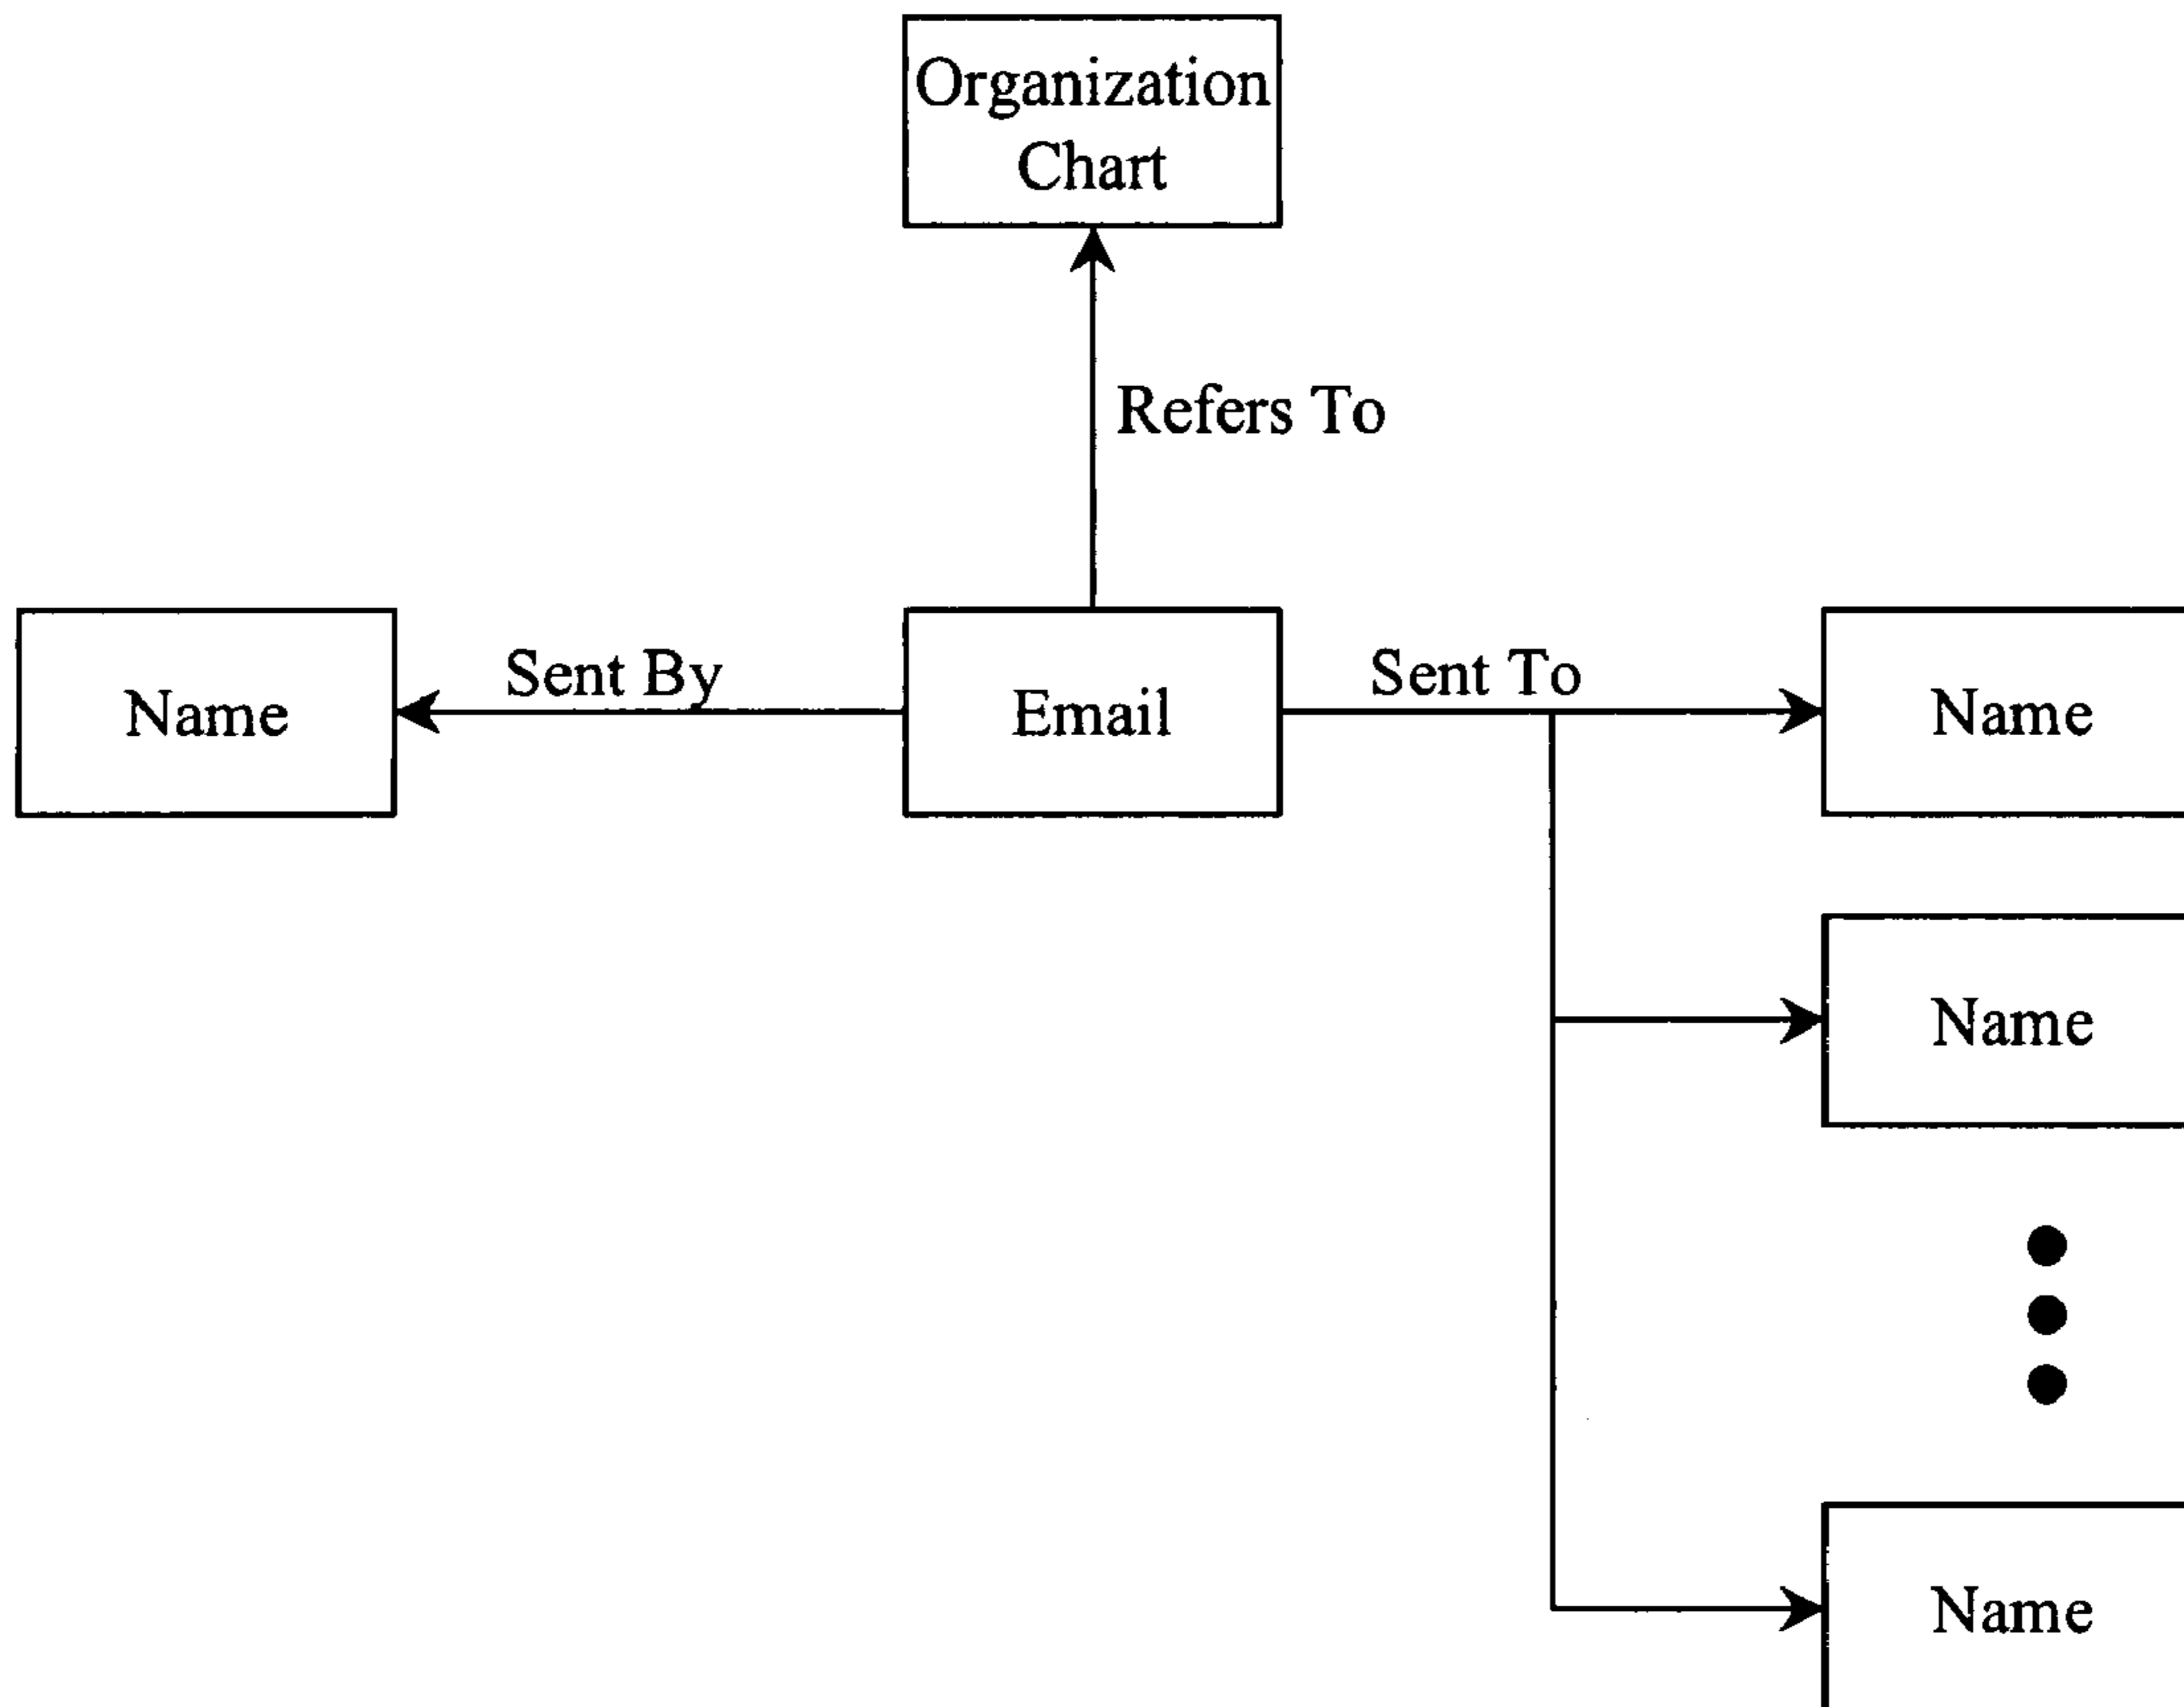 Organization
Chart
Refers To
Name
Sent By
Email
Sent To
Name
Name
Name